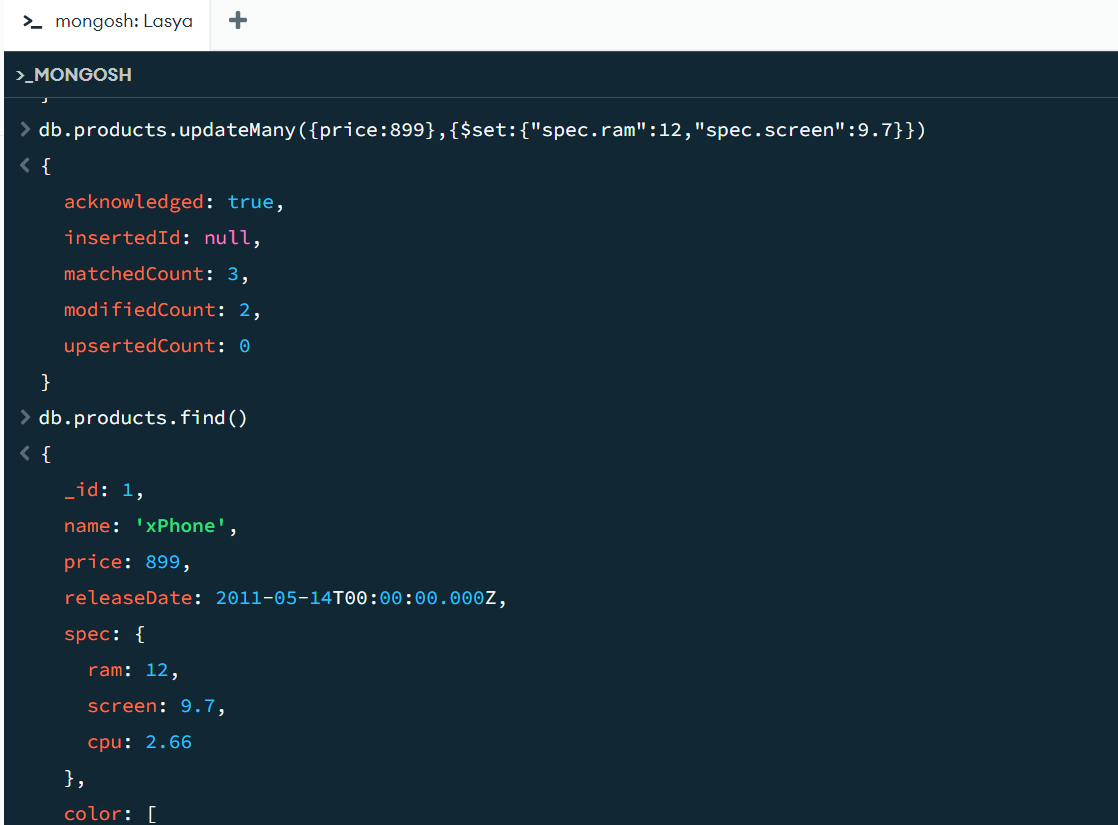 mongosh: Lasya
>_MONGOSH
}
> db.products.updateMany({price:899},{$set:{"spec.ram":12,"spec.screen":9.7}})
< {
acknowledged: true,
insertedId: null,
matchedCount: 3,
modifiedCount: 2,
upsertedCount: 0
}
> db.products.find()
< {
_id: 1,
name: 'xPhone',
price: 899,
releaseDate: 2011-05-14T00:00:00.000Z,
spec: {
ram: 12,
screen: 9.7,
cpu: 2.66
},
color: [